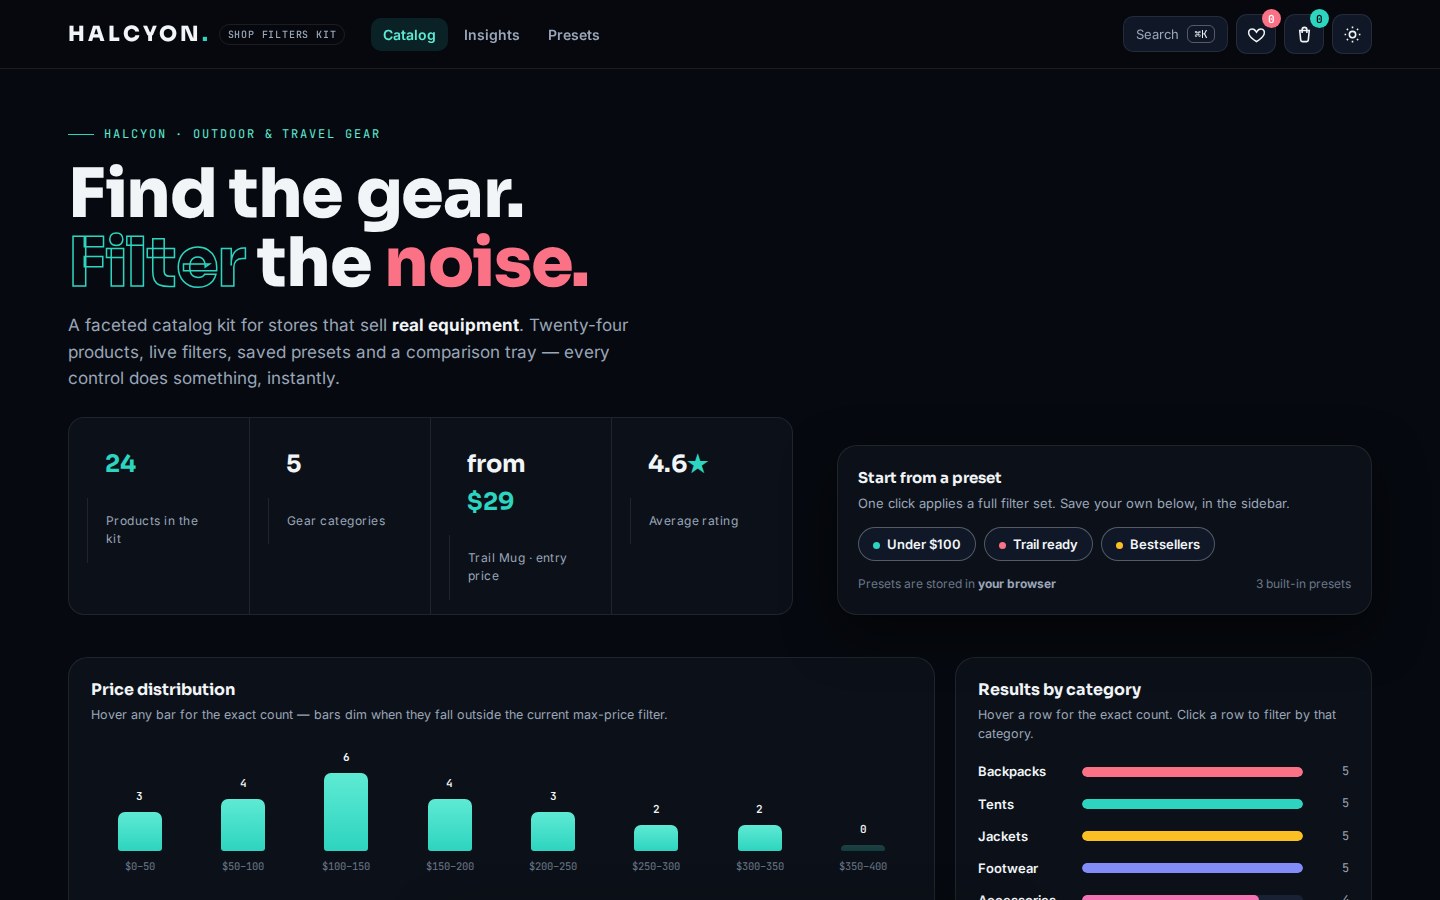 HALCYON.
SHOP FILTERS KIT
Catalog
Insights
Presets
Search ⌘K
0
0
HALCYON · OUTDOOR & TRAVEL GEAR
Find the gear.
Filter the noise.
A faceted catalog kit for stores that sell real equipment. Twenty-four
products, live filters, saved presets and a comparison tray — every
control does something, instantly.
24
Products in the
kit
5
Gear categories
from
$29
Trail Mug · entry
price
4.6★
Average rating
Start from a preset
One click applies a full filter set. Save your own below, in the sidebar.
Under $100
Trail ready
Bestsellers
Presets are stored in your browser
3 built-in presets
Price distribution
Hover any bar for the exact count — bars dim when they fall outside the current max-price filter.
3
4
6
4
3
2
2
0
$0–50
$50–100
$100–150
$150–200
$200–250
$250–300
$300–350
$350–400
Results by category
Hover a row for the exact count. Click a row to filter by that
category.
Backpacks 5
Tents 5
Jackets 5
Footwear 5
Accessories 4